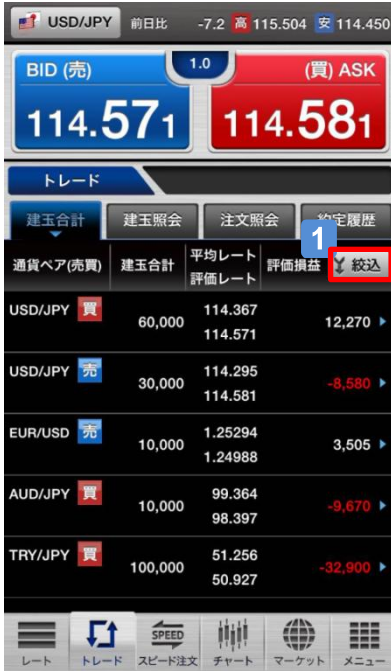 USD/JPY 前日比 -7.2 高 115.504 安 114.450
BID (売) 1.0 (買) ASK
114.571 114.581
トレード
建玉合計 建玉照会 注文照会 約定履歴
1
通貨ペア(売買) 建玉合計 平均レート 評価レート 評価損益 絞込
USD/JPY 買 60,000 114.367 12,270
114.571
USD/JPY 売 30,000 114.295 -8,580
114.581
EUR/USD 売 10,000 1.25294 3,505
1.24988
AUD/JPY 買 10,000 99.364 -9,670
98.397
TRY/JPY 買 100,000 51.256 -32,900
50.927
SPEED
レート トレード スピード注文 チャート マーケット メニュー